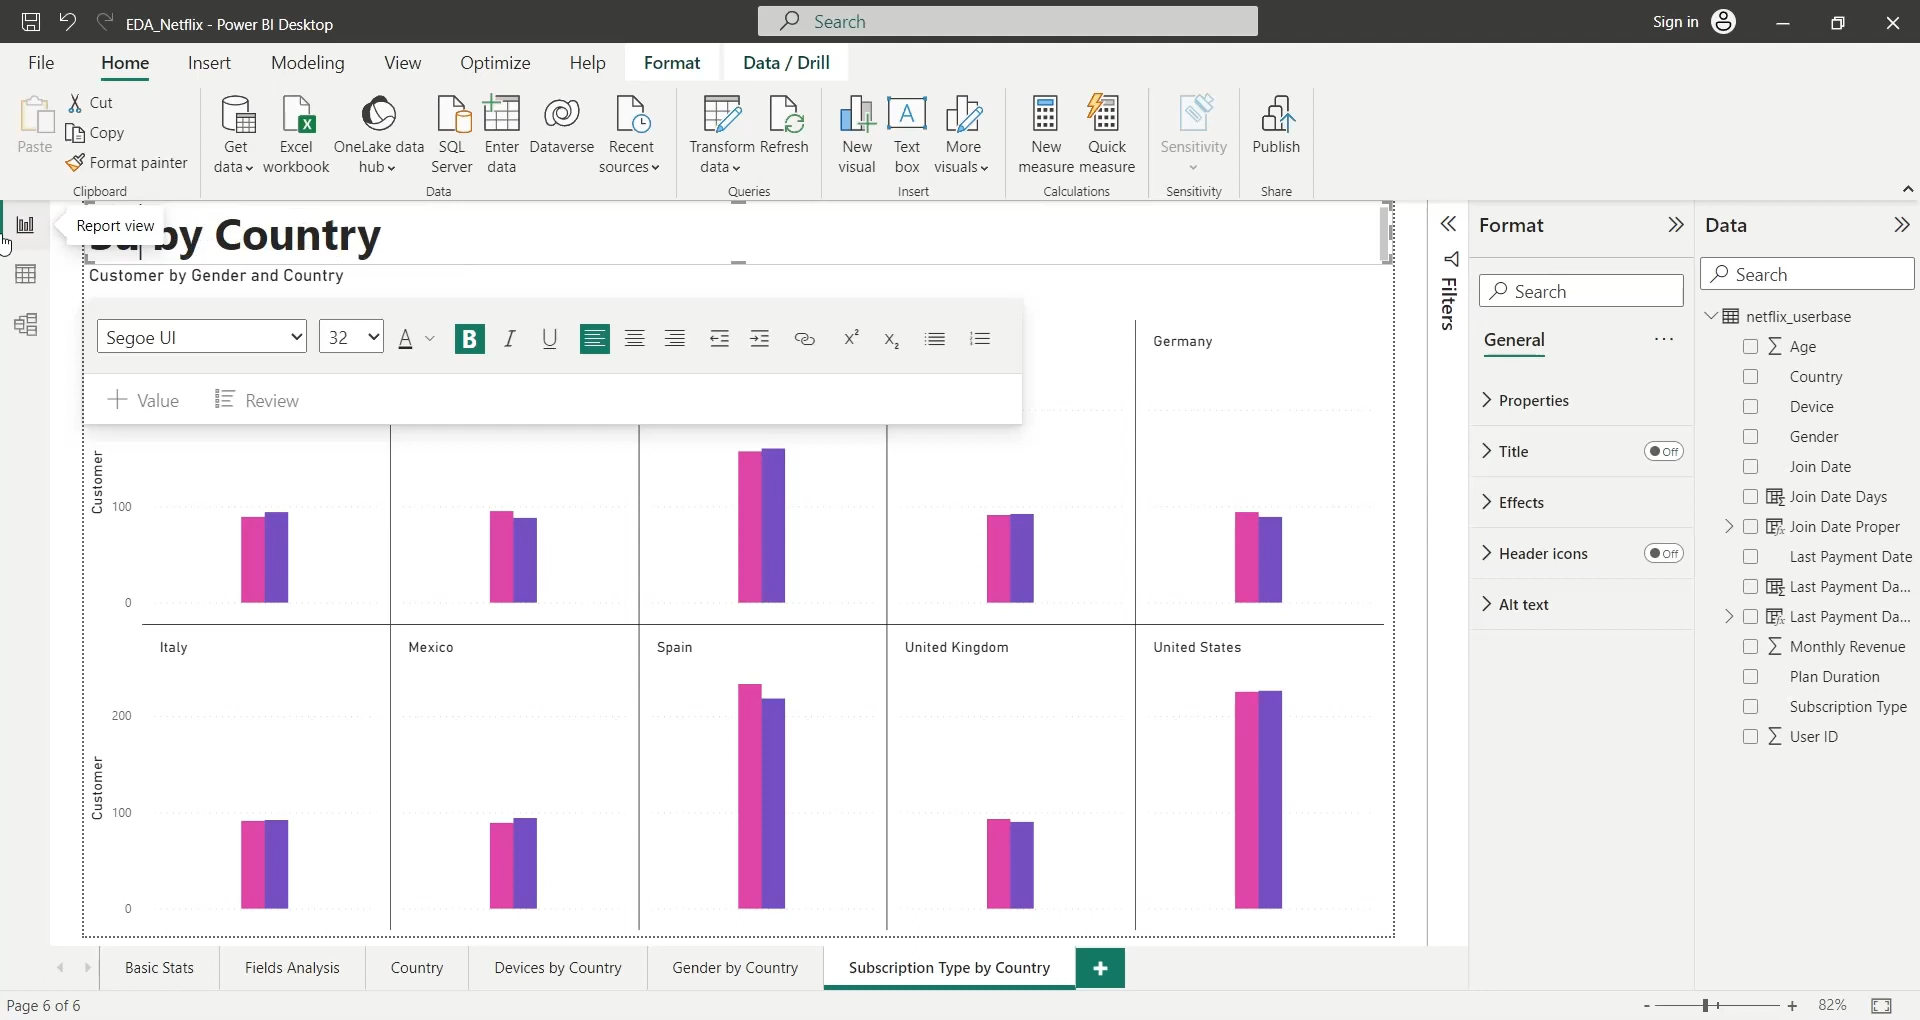 EDA_Netflix - Power BI Desktop
Search
Sign in
File
Home
Insert
Modeling
View
Optimize
Help
Format
Data / Drill
Paste
Cut
Copy
Format painter
Clipboard
Get data
Excel workbook
OneLake data hub
SQL Server
Enter data
Dataverse
Recent sources
Data
Transform data
Refresh
Queries
New visual
Text box
More visuals
Insert
New measure
Quick measure
Calculations
Sensitivity
Sensitivity
Publish
Share
Report view
by Country
Customer by Gender and Country
Segoe UI
32
A
B
I
U
Value
Review
Germany
Customer
100
0
Italy
Mexico
Spain
United Kingdom
United States
Customer
200
100
0
Filters
Format
Search
General
Properties
Title
Off
Effects
Header icons
Off
Alt text
Data
Search
netflix_userbase
Age
Country
Device
Gender
Join Date
Join Date Days
Join Date Proper
Last Payment Date
Last Payment Da...
Last Payment Da...
Monthly Revenue
Plan Duration
Subscription Type
User ID
Basic Stats
Fields Analysis
Country
Devices by Country
Gender by Country
Subscription Type by Country
+
Page 6 of 6
- + 82%